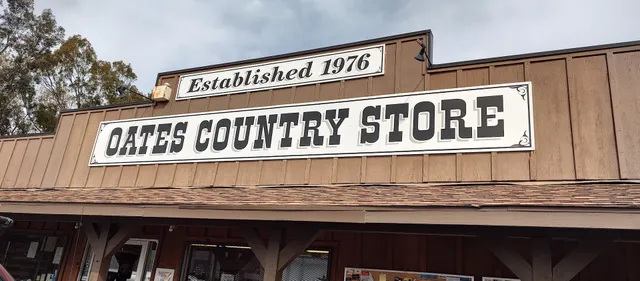 Established 1976
OATES COUNTRY STORE